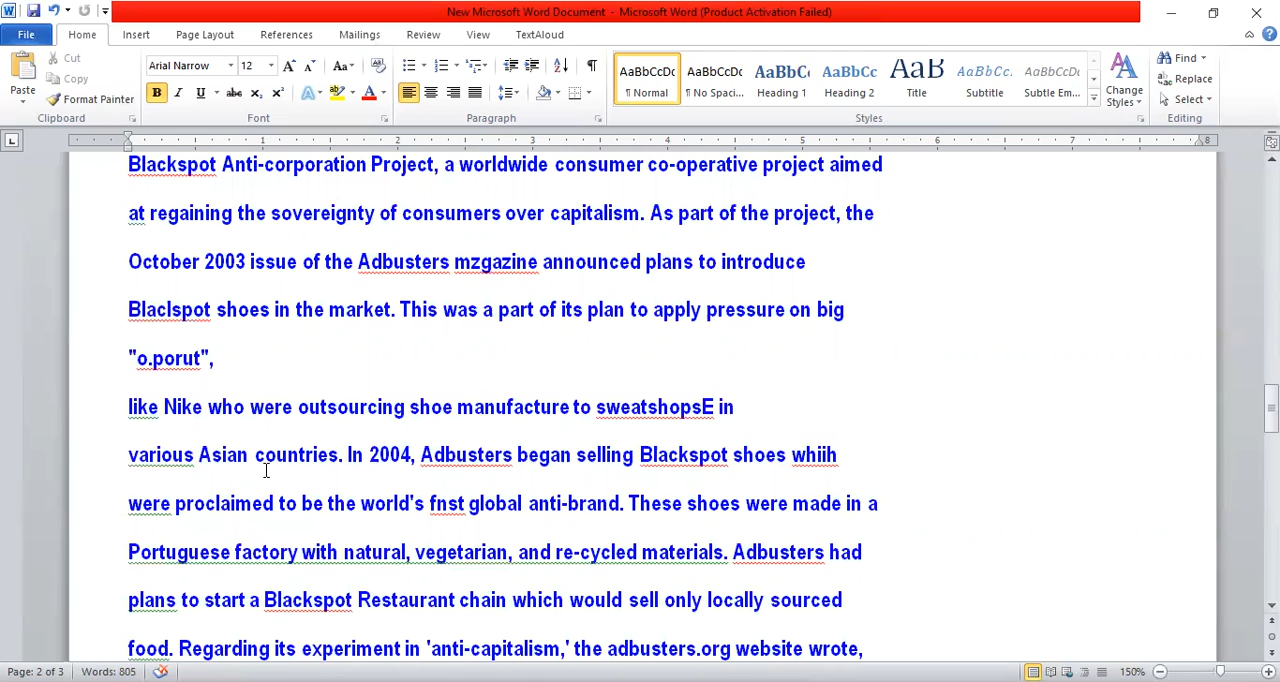 New Microsoft Word Document - Microsoft Word (Product Activation Failed)
File Home Insert Page Layout References Mailings Review View TextAloud
Cut
Copy
Format Painter
Paste
Clipboard
Arial Narrow 12
Font
Paragraph
AaBbCcDc AaBbCcDc AaBbCc AaBbCc AaB AaBbCc. AaBbCcDc
¶ Normal ¶ No Spaci... Heading 1 Heading 2 Title Subtitle Subtle Em...
Change
Styles
Styles
Find
Replace
Select
Editing
1 2 3 4 5 6 7 8
Blackspot Anti-corporation Project, a worldwide consumer co-operative project aimed
at regaining the sovereignty of consumers over capitalism. As part of the project, the
October 2003 issue of the Adbusters mzgazine announced plans to introduce
Blaclspot shoes in the market. This was a part of its plan to apply pressure on big
"o.porut",
like Nike who were outsourcing shoe manufacture to sweatshopsE in
various Asian countries. In 2004, Adbusters began selling Blackspot shoes whiih
were proclaimed to be the world's fnst global anti-brand. These shoes were made in a
Portuguese factory with natural, vegetarian, and re-cycled materials. Adbusters had
plans to start a Blackspot Restaurant chain which would sell only locally sourced
food. Regarding its experiment in 'anti-capitalism,' the adbusters.org website wrote,
Page: 2 of 3 Words: 805 150%